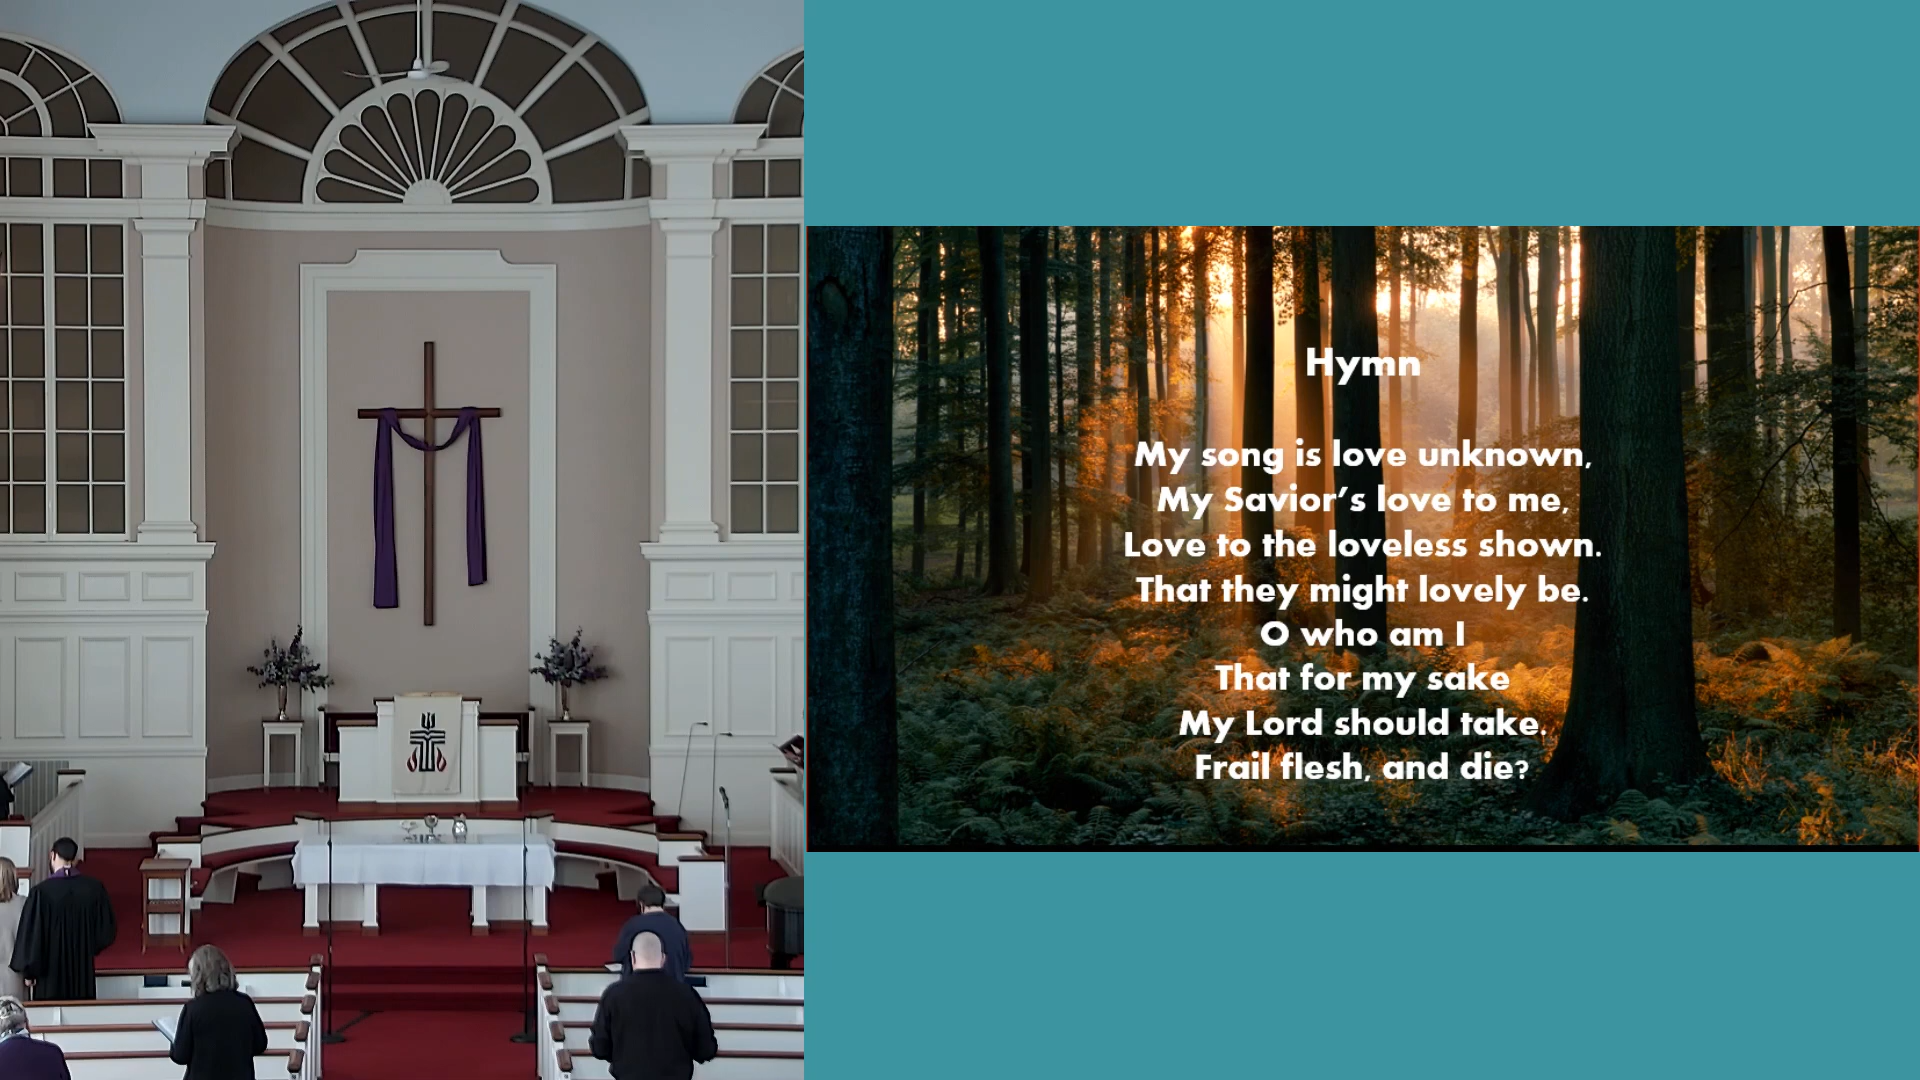 Hymn
My song is love unknown,
My Savior’s love to me,
Love to the loveless shown.
That they might lovely be.
O who am I
That for my sake
My Lord should take.
Frail flesh, and die?